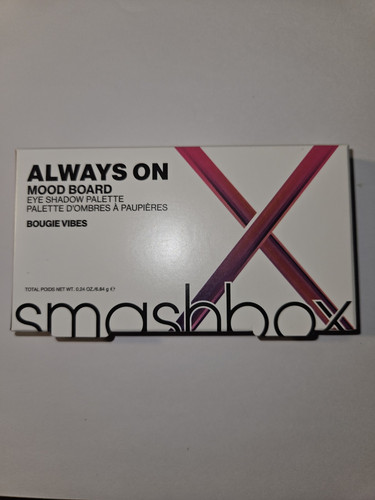 ALWAYS ON
MOOD BOARD
EYE SHADOW PALETTE
PALETTE D'OMBRES À PAUPIÈRES
BOUGIE VIBES
TOTAL POIDS NET WT. 0.24 OZ./6.84 g ℮
smashbox